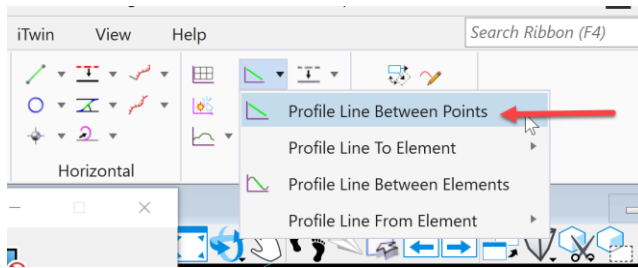 iTwin View Help Search Ribbon (F4)
Profile Line Between Points
Profile Line To Element
Horizontal
Profile Line Between Elements
Profile Line From Element